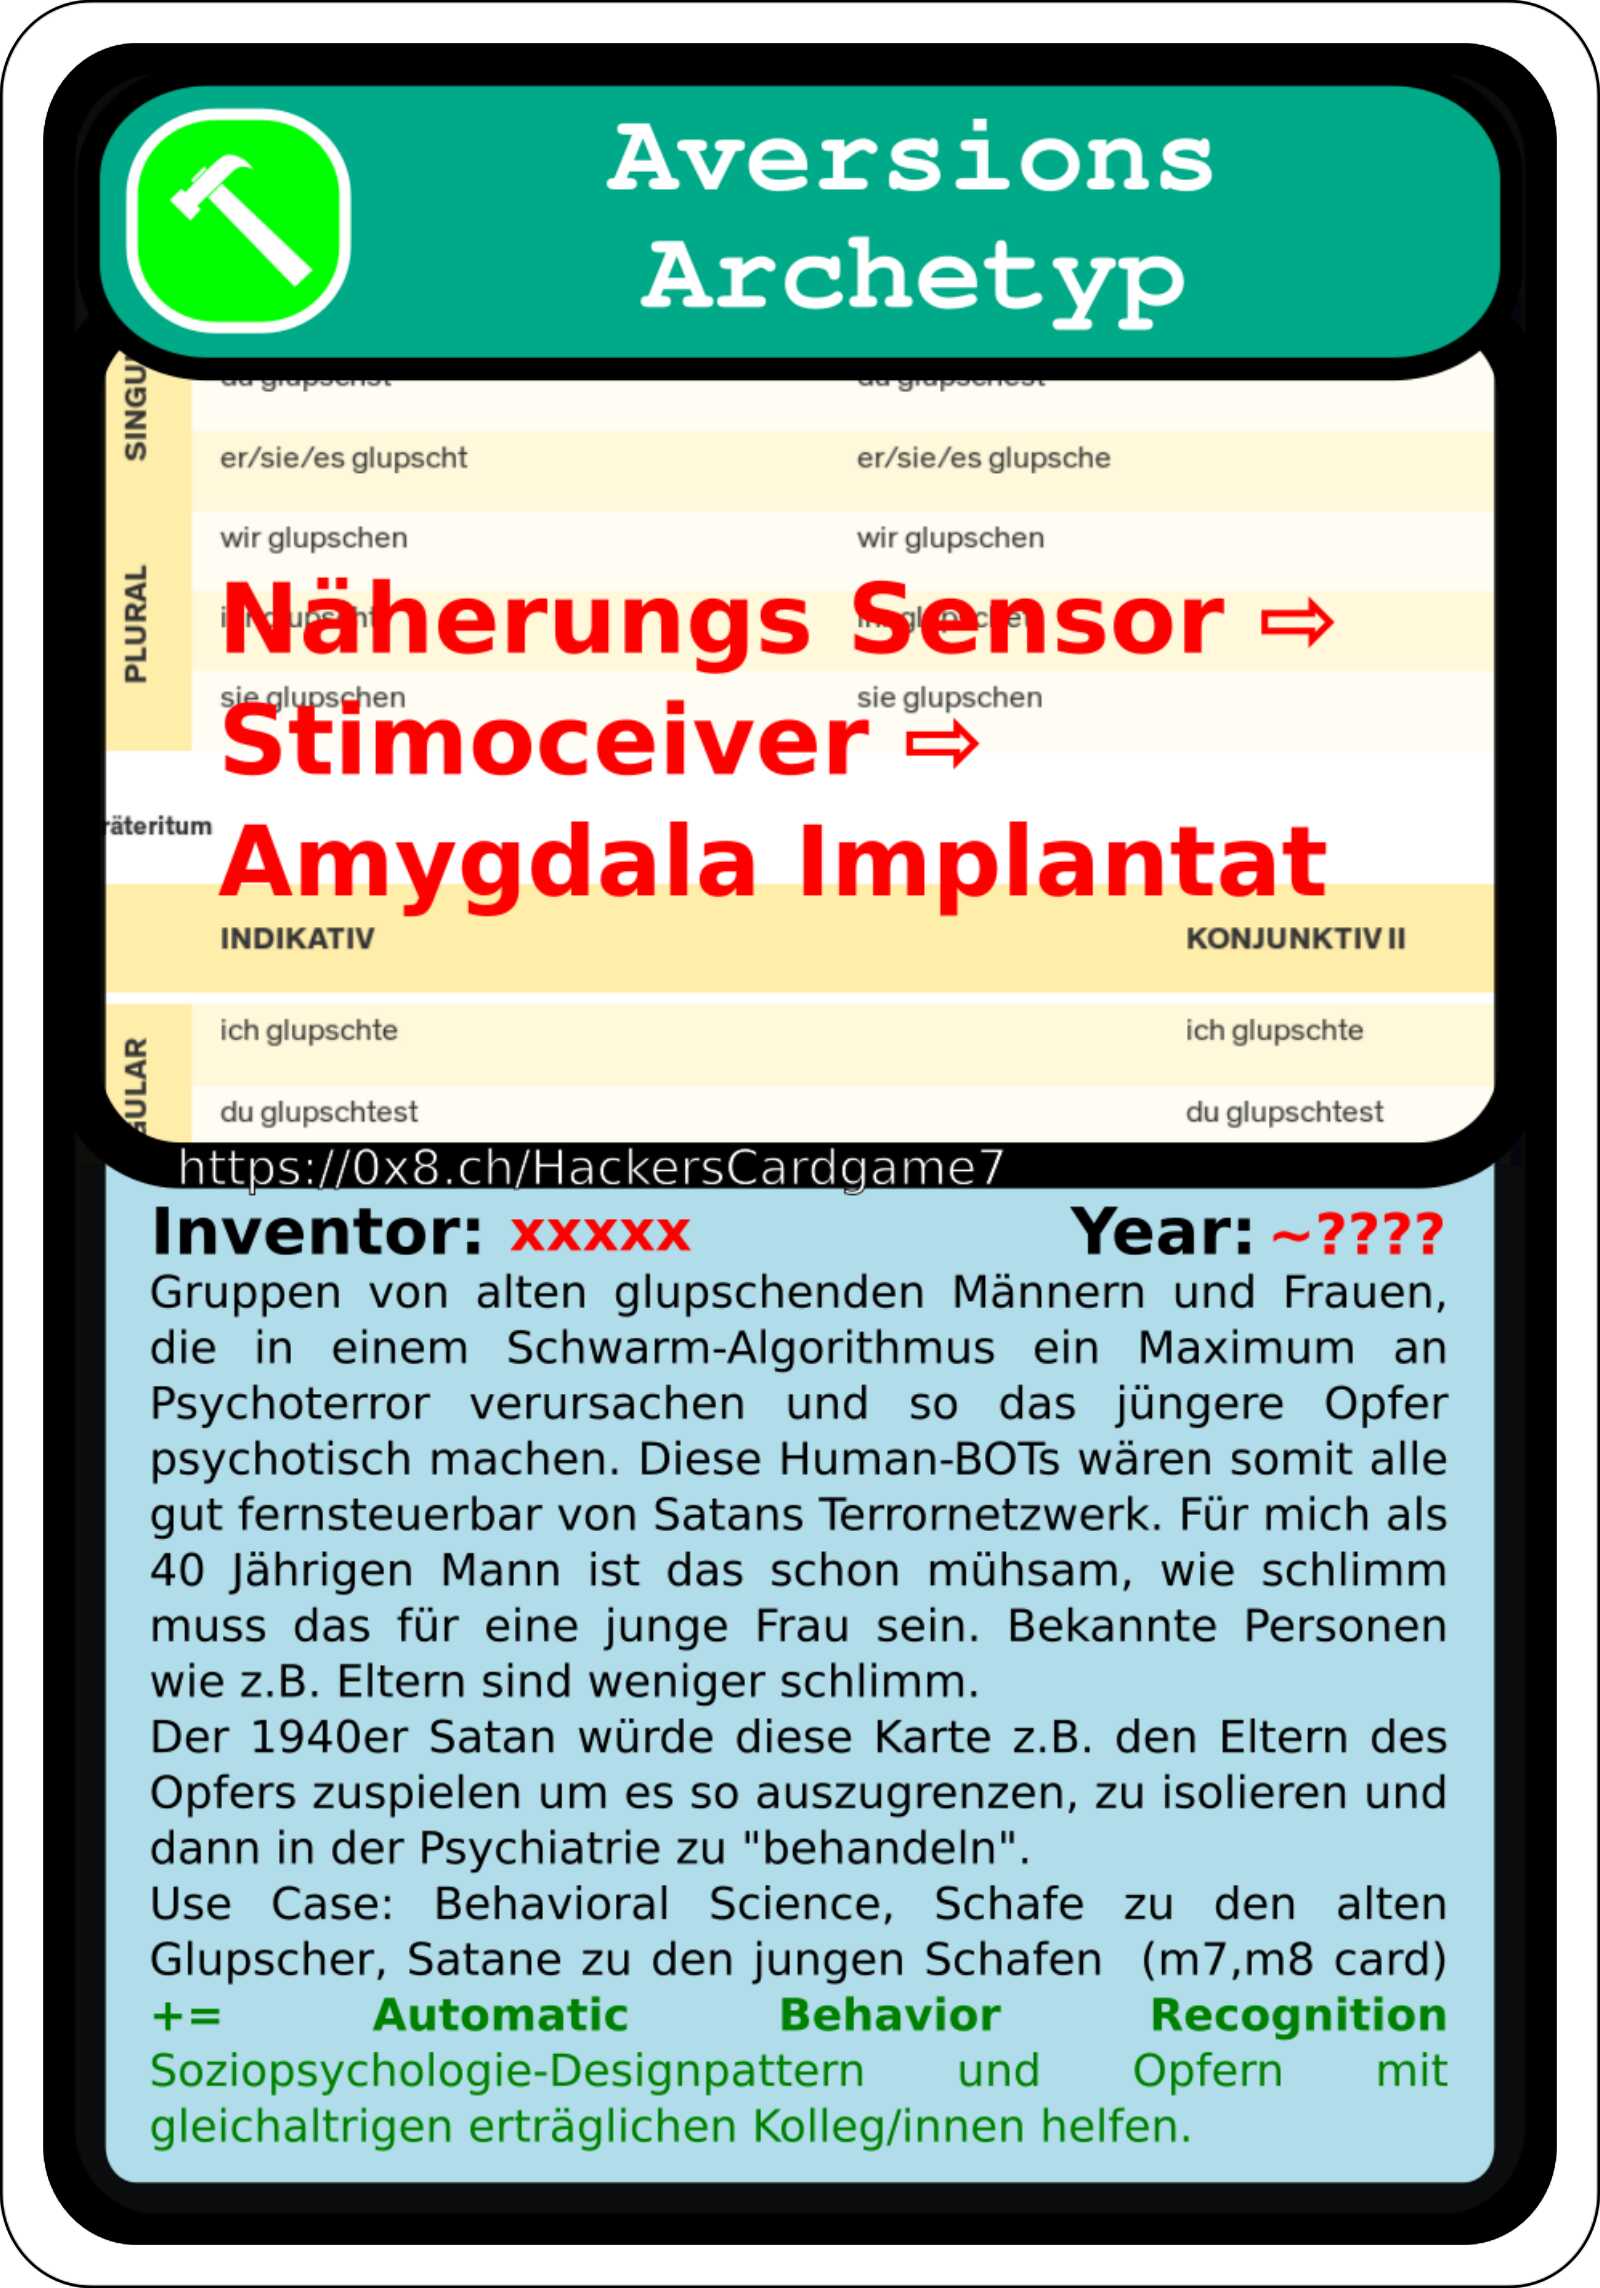 Aversions
Archetyp
SINGU
du glupschst du glupschest
er/sie/es glupscht er/sie/es glupsche
wir glupschen wir glupschen
PLURAL
Näherungs Sensor ⇨
sie glupschen sie glupschen
Stimoceiver ⇨
räteritum
Amygdala Implantat
INDIKATIV KONJUNKTIV II
GULAR
ich glupschte ich glupschte
du glupschtest du glupschtest
https://0x8.ch/HackersCardgame7
Inventor: xxxxx Year: ~????
Gruppen von alten glupschenden Männern und Frauen,
die in einem Schwarm-Algorithmus ein Maximum an
Psychoterror verursachen und so das jüngere Opfer
psychotisch machen. Diese Human-BOTs wären somit alle
gut fernsteuerbar von Satans Terrornetzwerk. Für mich als
40 Jährigen Mann ist das schon mühsam, wie schlimm
muss das für eine junge Frau sein. Bekannte Personen
wie z.B. Eltern sind weniger schlimm.
Der 1940er Satan würde diese Karte z.B. den Eltern des
Opfers zuspielen um es so auszugrenzen, zu isolieren und
dann in der Psychiatrie zu "behandeln".
Use Case: Behavioral Science, Schafe zu den alten
Glupscher, Satane zu den jungen Schafen (m7,m8 card)
+= Automatic Behavior Recognition
Soziopsychologie-Designpattern und Opfern mit
gleichaltrigen erträglichen Kolleg/innen helfen.